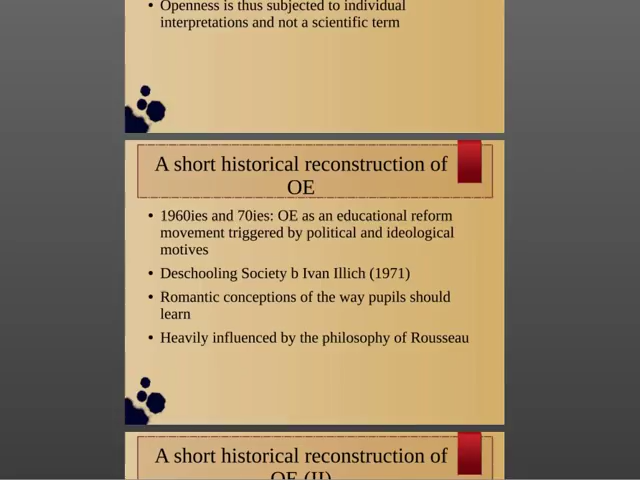 • Openness is thus subjected to individual
interpretations and not a scientific term
A short historical reconstruction of
OE
• 1960ies and 70ies: OE as an educational reform
movement triggered by political and ideological
motives
• Deschooling Society b Ivan Illich (1971)
• Romantic conceptions of the way pupils should
learn
• Heavily influenced by the philosophy of Rousseau
A short historical reconstruction of
OE (II)